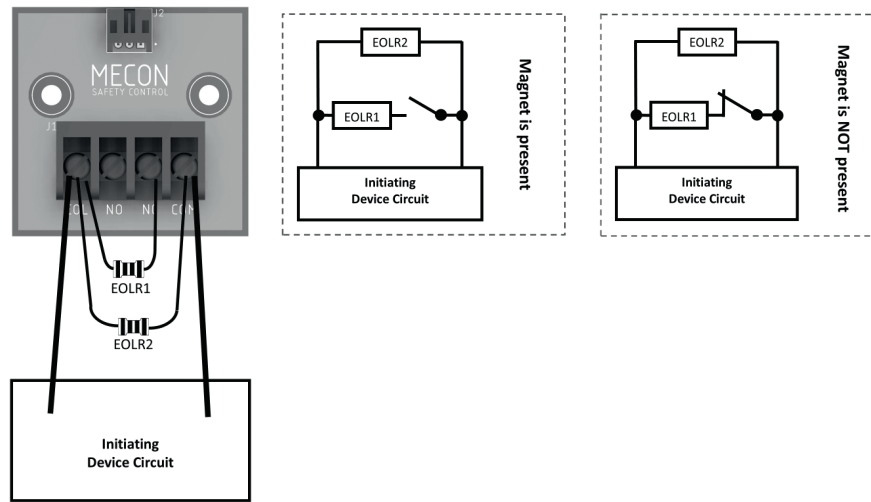 J2
MECON
SAFETY CONTROL
J1
EOL NO NC COM
EOLR1
EOLR2
Initiating
Device Circuit
EOLR2
EOLR1
Initiating
Device Circuit
Magnet is present
EOLR2
EOLR1
Initiating
Device Circuit
Magnet is NOT present